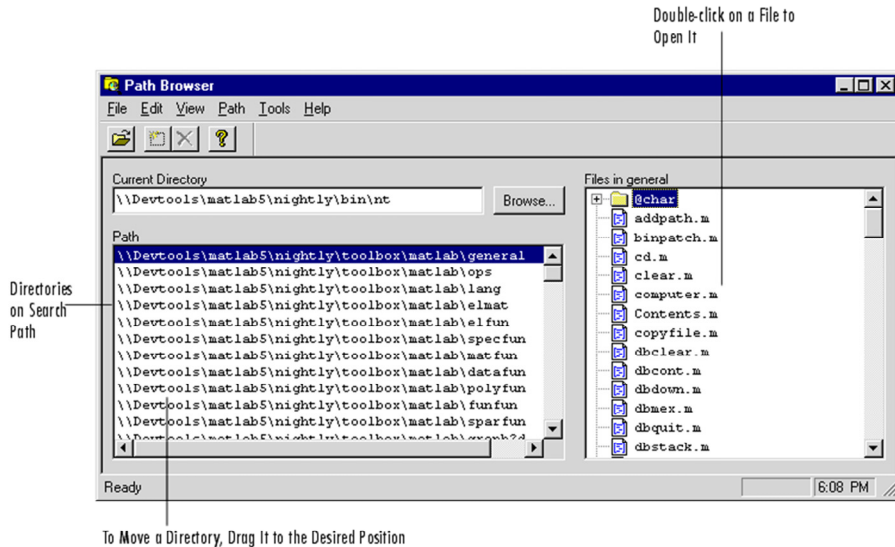 Double-click on a File to
Open It
Path Browser
File Edit View Path Tools Help
Current Directory
\\Devtools\matlab5\nightly\bin\nt
Browse...
Path
\\Devtools\matlab5\nightly\toolbox\matlab\general
\\Devtools\matlab5\nightly\toolbox\matlab\ops
\\Devtools\matlab5\nightly\toolbox\matlab\lang
\\Devtools\matlab5\nightly\toolbox\matlab\elmat
\\Devtools\matlab5\nightly\toolbox\matlab\elfun
\\Devtools\matlab5\nightly\toolbox\matlab\specfun
\\Devtools\matlab5\nightly\toolbox\matlab\matfun
\\Devtools\matlab5\nightly\toolbox\matlab\datafun
\\Devtools\matlab5\nightly\toolbox\matlab\polyfun
\\Devtools\matlab5\nightly\toolbox\matlab\funfun
\\Devtools\matlab5\nightly\toolbox\matlab\sparfun
\\Devtools\matlab5\nightly\toolbox\matlab\graph2d
Directories
on Search
Path
Files in general
@char
addpath.m
binpatch.m
cd.m
clear.m
computer.m
Contents.m
copyfile.m
dbclear.m
dbcont.m
dbdown.m
dbmex.m
dbquit.m
dbstack.m
Ready
6:08 PM
To Move a Directory, Drag It to the Desired Position